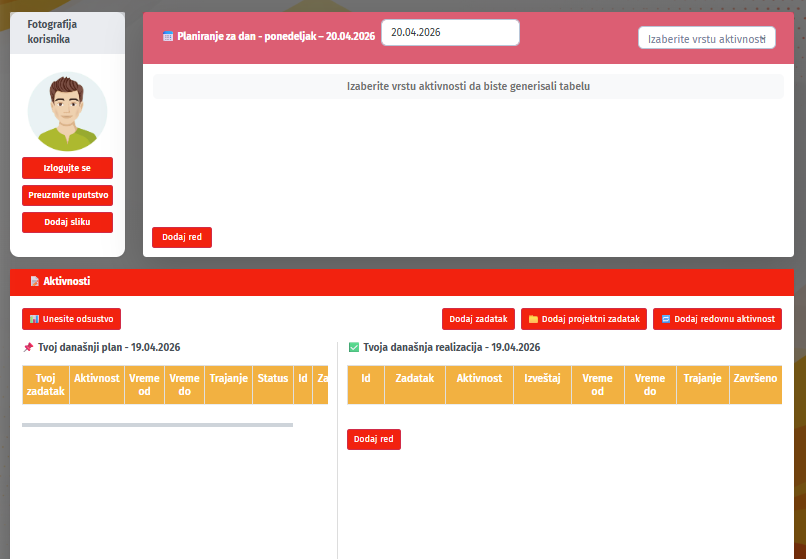 Fotografija
korisnika
Izlogujte se
Preuzmite uputstvo
Dodaj sliku
Planiranje za dan - ponedeljak – 20.04.2026
20.04.2026
Izaberite vrstu aktivnosti
Izaberite vrstu aktivnosti da biste generisali tabelu
Dodaj red
Aktivnosti
Unesite odsustvo
Dodaj zadatak
Dodaj projektni zadatak
Dodaj redovnu aktivnost
Tvoj današnji plan - 19.04.2026
Tvoj
zadatak
Aktivnost
Vreme
od
Vreme
do
Trajanje
Status
Id
Za
Tvoja današnja realizacija - 19.04.2026
Id
Zadatak
Aktivnost
Izveštaj
Vreme
od
Vreme
do
Trajanje
Završeno
Dodaj red